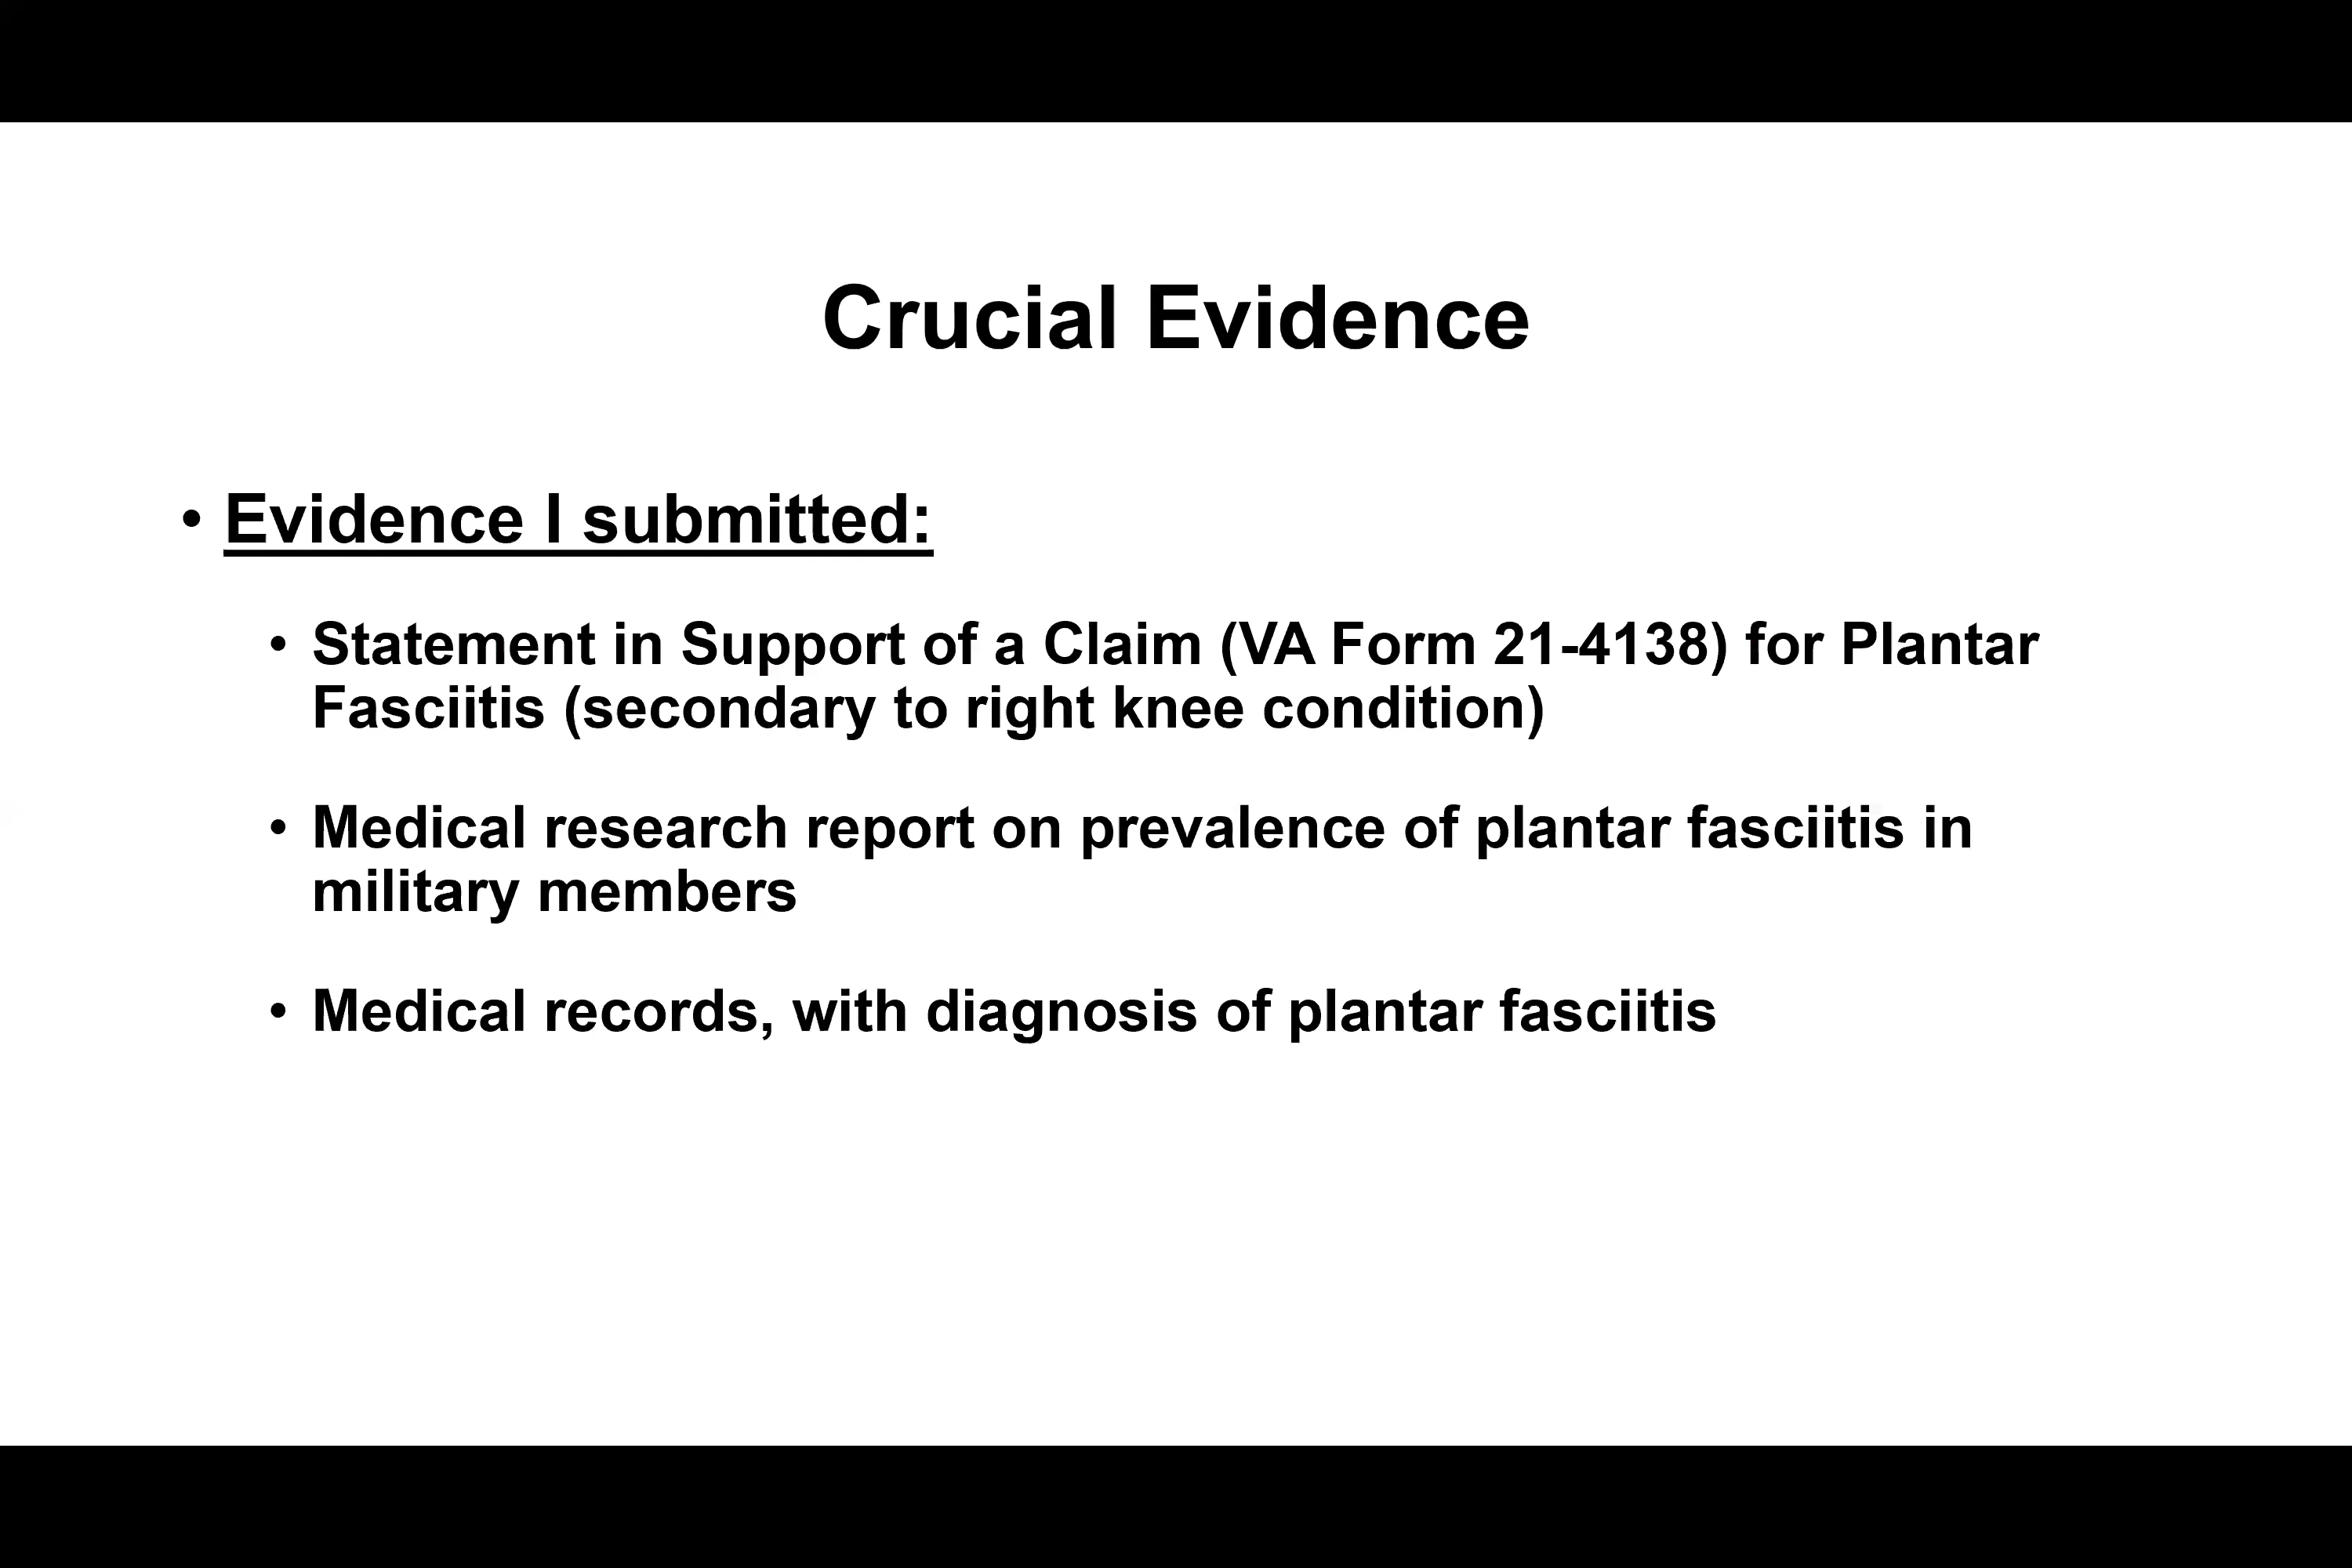 Crucial Evidence
• Evidence I submitted:
• Statement in Support of a Claim (VA Form 21-4138) for Plantar
Fasciitis (secondary to right knee condition)
• Medical research report on prevalence of plantar fasciitis in
military members
• Medical records, with diagnosis of plantar fasciitis